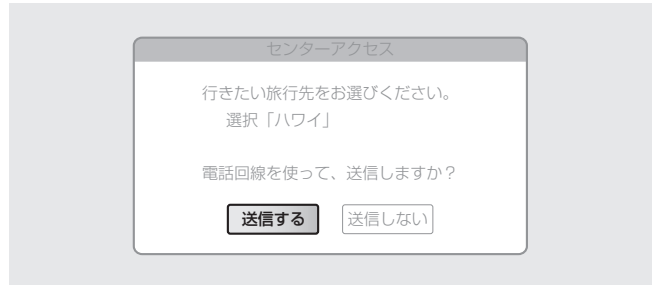 センターアクセス
行きたい旅行先をお選びください。
選択「ハワイ」
電話回線を使って、送信しますか？
送信する 送信しない